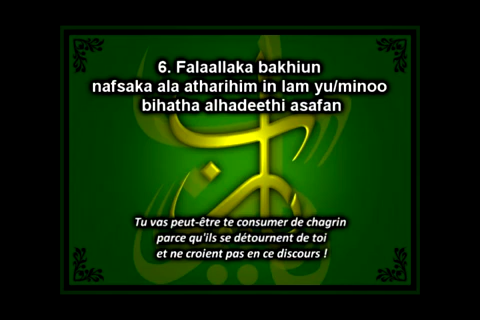 6. Falaallaka bakhiun
nafsaka ala atharihim in lam yu/minoo
bihatha alhadeethi asafan
Tu vas peut-être te consumer de chagrin
parce qu'ils se détournent de toi
et ne croient pas en ce discours !